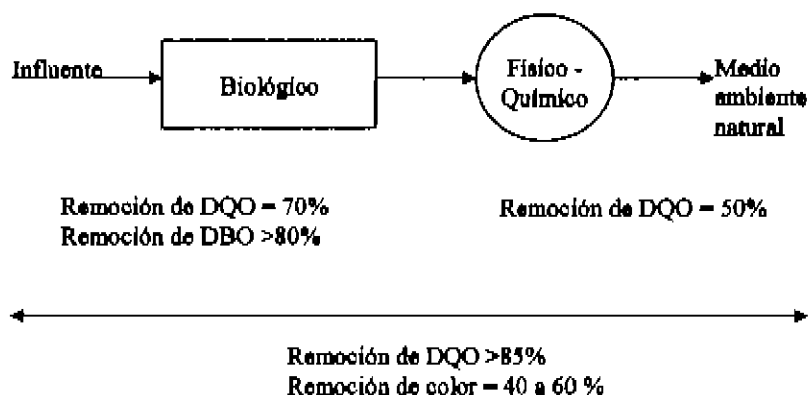 Influente
Biológico
Físico -
Químico
Medio
ambiente
natural
Remoción de DQO = 70%
Remoción de DBO >80%
Remoción de DQO = 50%
Remoción de DQO >85%
Remoción de color = 40 a 60 %